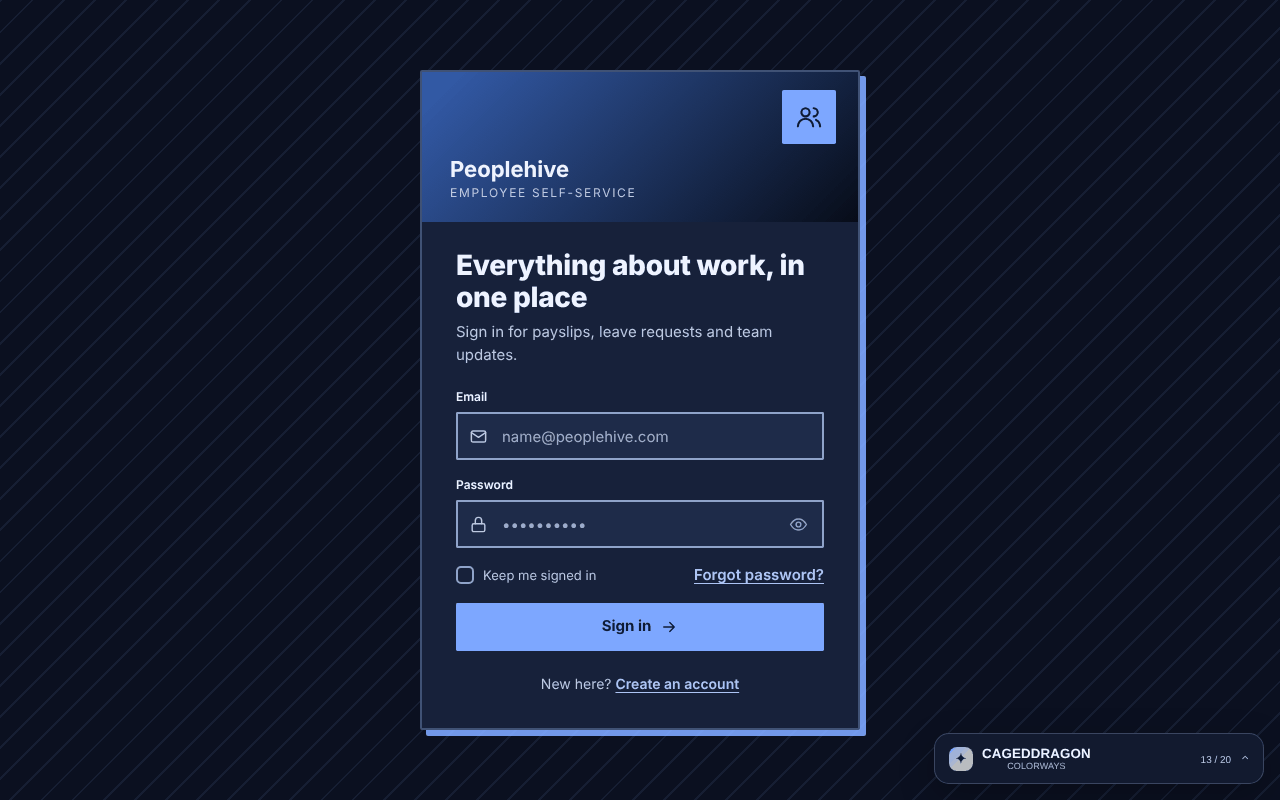 Peoplehive
EMPLOYEE SELF-SERVICE
Everything about work, in
one place
Sign in for payslips, leave requests and team
updates.
Email
name@peoplehive.com
Password
••••••••••
Keep me signed in
Forgot password?
Sign in →
New here? Create an account
CAGEDDRAGON
COLORWAYS
13 / 20